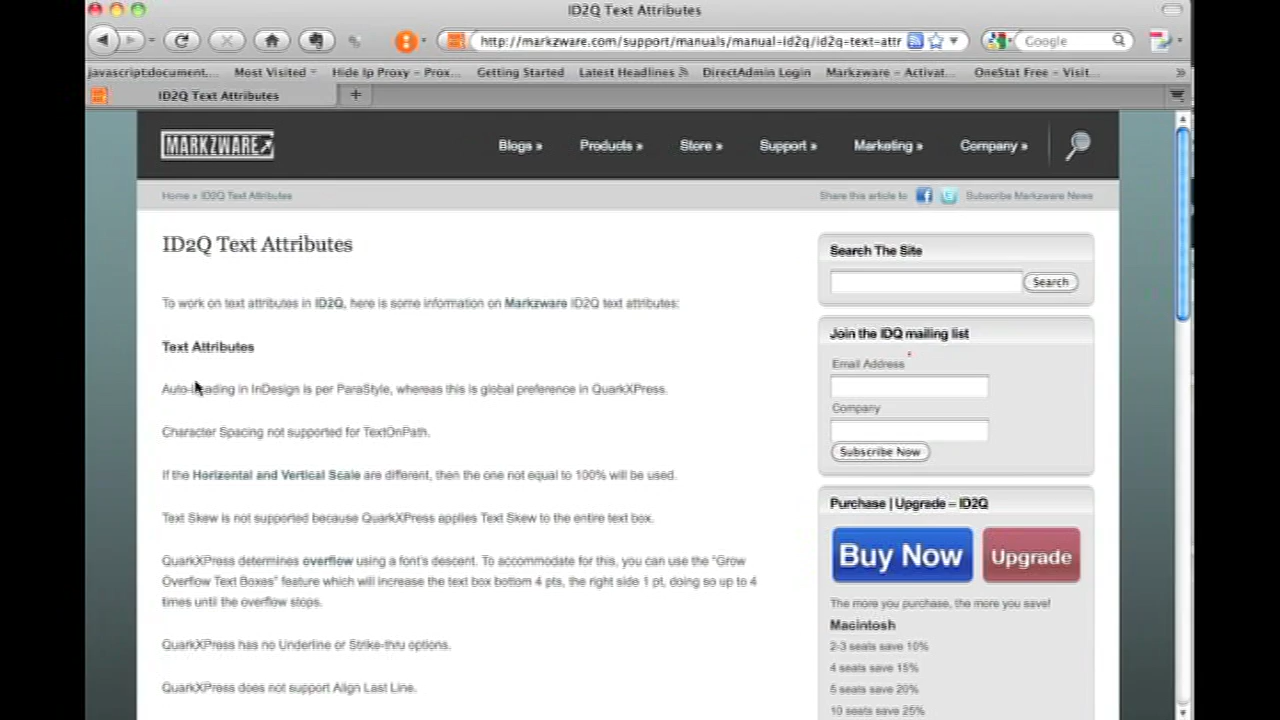 ID2Q Text Attributes
http://markzware.com/support/manuals/manual=id2q/id2q=text=attr
Google
javascript:document....
Most Visited
Hide Ip Proxy – Prox...
Getting Started
Latest Headlines
DirectAdmin Login
Markzware – Activat...
OneStat Free – Visit...
»
ID2Q Text Attributes
+
MARKZWARE
Blogs »
Products »
Store »
Support »
Marketing »
Company »
Home » ID2Q Text Attributes
Share this article to
Subscribe Markzware News
ID2Q Text Attributes
To work on text attributes in ID2Q, here is some information on Markzware ID2Q text attributes:
Text Attributes
Auto-leading in InDesign is per ParaStyle, whereas this is global preference in QuarkXPress.
Character Spacing not supported for TextOnPath.
If the Horizontal and Vertical Scale are different, then the one not equal to 100% will be used.
Text Skew is not supported because QuarkXPress applies Text Skew to the entire text box.
QuarkXPress determines overflow using a font's descent. To accommodate for this, you can use the "Grow
Overflow Text Boxes" feature which will increase the text box bottom 4 pts, the right side 1 pt, doing so up to 4
times until the overflow stops.
QuarkXPress has no Underline or Strike-thru options.
QuarkXPress does not support Align Last Line.
Search The Site
Search
Join the IDQ mailing list
Email Address *
Company
Subscribe Now
Purchase | Upgrade – ID2Q
Buy Now
Upgrade
The more you purchase, the more you save!
Macintosh
2-3 seats save 10%
4 seats save 15%
5 seats save 20%
10 seats save 25%